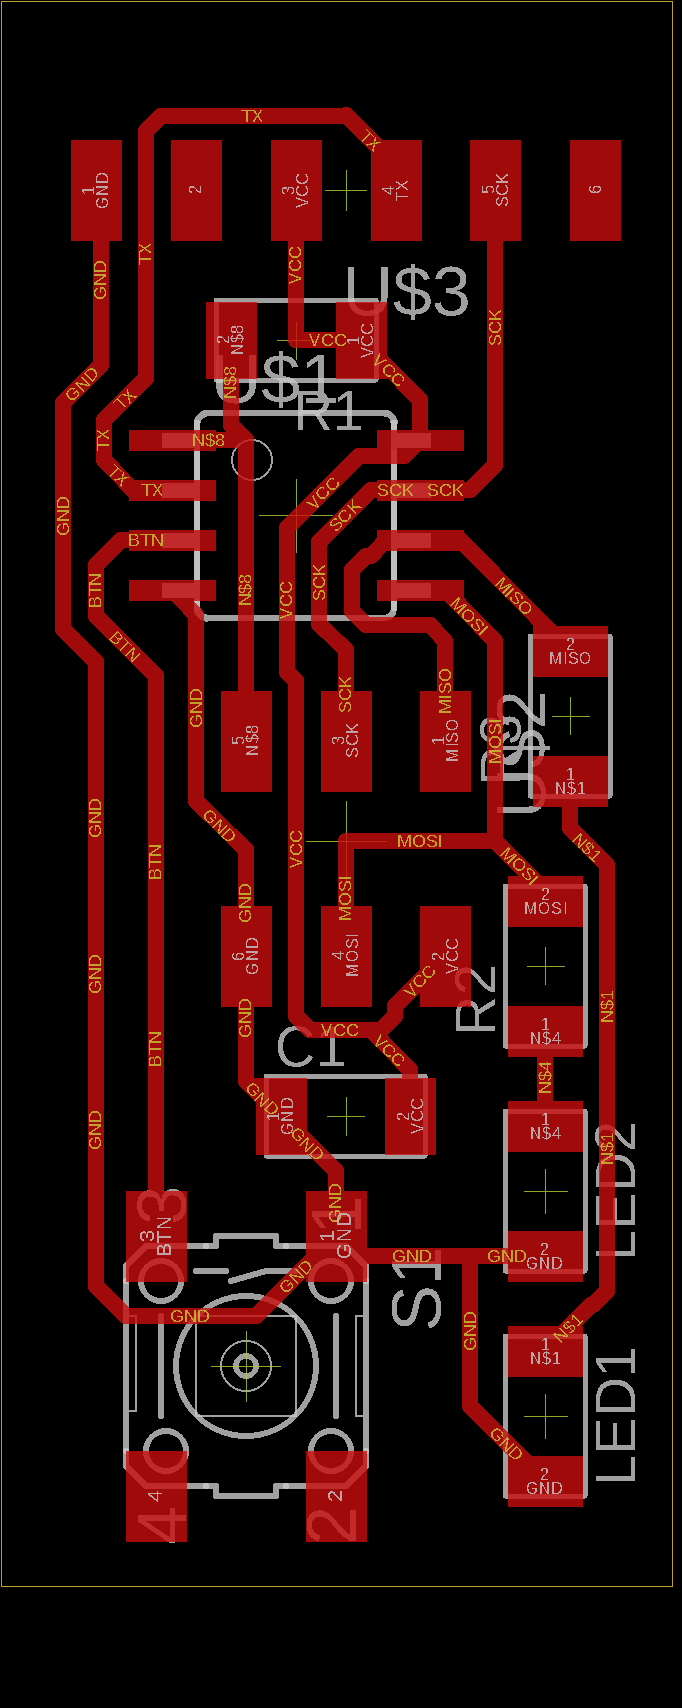 TX
TX
1
GND
2
3
VCC
4
TX
5
SCK
6
TX
VCC
GND
U$3
SCK
2
N$8
VCC
1
VCC
N$8
VCC
U$1
GND
TX
R1
TX
N$8
TX
TX
VCC
SCK
SCK
SCK
GND
BTN
BTN
N$8
VCC
SCK
MISO
MOSI
BTN
2
MISO
GND
SCK
MISO
5
N$8
3
SCK
1
MISO
MOSI
1
N$1
GND
GND
BTN
VCC
MOSI
N$1
MOSI
2
MOSI
GND
MOSI
6
GND
4
MOSI
2
VCC
VCC
R2
GND
N$1
GND
VCC
1
N$4
BTN
C1
VCC
N$4
GND
1
GND
2
VCC
GND
GND
1
N$4
N$1
LED2
GND
3
3
BTN
1
1
GND
GND
GND
2
GND
S1
GND
GND
GND
N$1
1
N$1
LED1
GND
2
GND
4
4
2
2